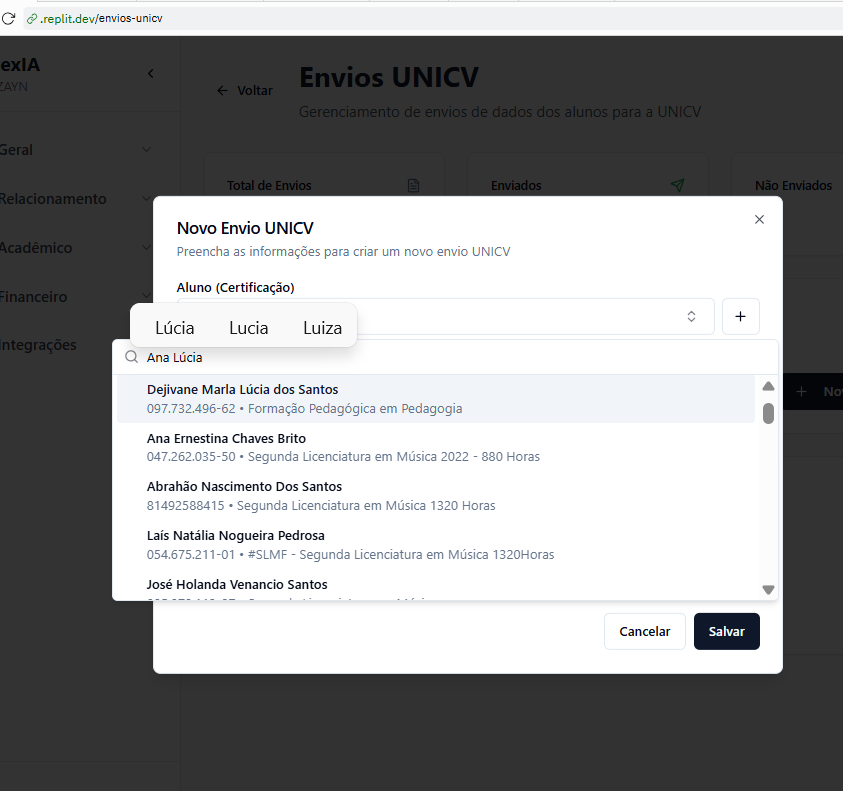 .replit.dev/envios-unicv
exIA
ZAYN
Voltar
Envios UNICV
Gerenciamento de envios de dados dos alunos para a UNICV
Geral
Relacionamento
Acadêmico
Financeiro
Integrações
Total de Envios
Enviados
Não Enviados
Novo Envio UNICV
Preencha as informações para criar um novo envio UNICV
Aluno (Certificação)
Lúcia Lucia Luiza
Ana Lúcia
Dejivane Marla Lúcia dos Santos
097.732.496-62 • Formação Pedagógica em Pedagogia
Ana Ernestina Chaves Brito
047.262.035-50 • Segunda Licenciatura em Música 2022 - 880 Horas
Abrahão Nascimento Dos Santos
81492588415 • Segunda Licenciatura em Música 1320 Horas
Laís Natália Nogueira Pedrosa
054.675.211-01 • #SLMF - Segunda Licenciatura em Música 1320Horas
José Holanda Venancio Santos
+ No
Cancelar
Salvar